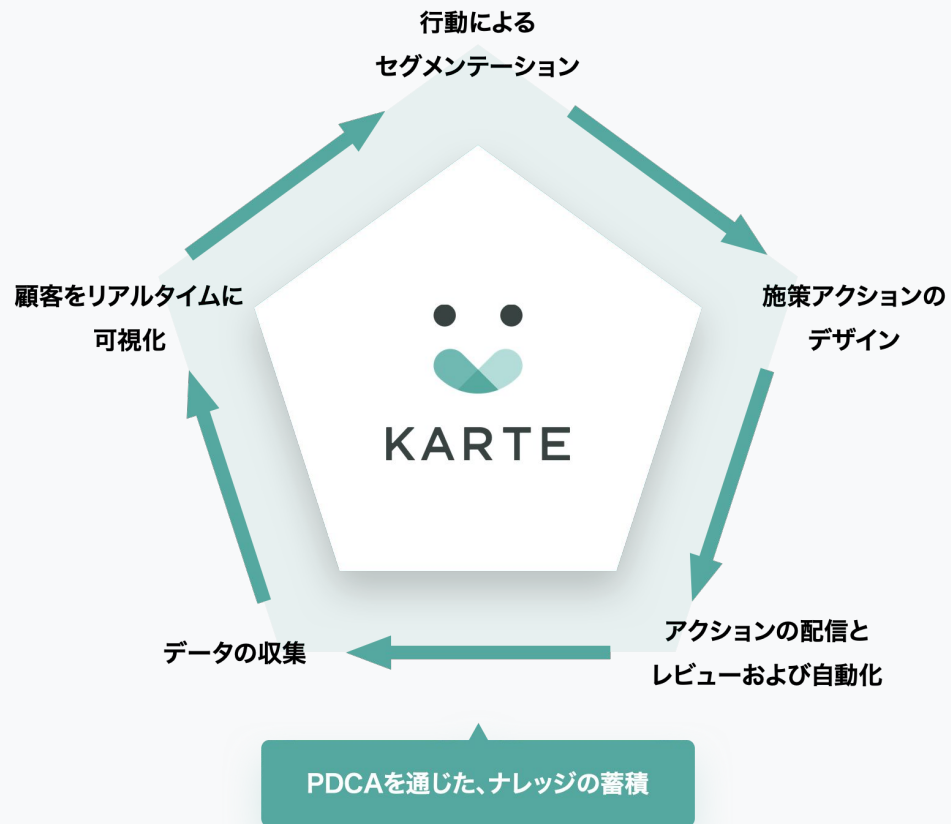 行動による
セグメンテーション
顧客をリアルタイムに
可視化
施策アクションの
デザイン
KARTE
データの収集
アクションの配信と
レビューおよび自動化
PDCAを通じた、ナレッジの蓄積